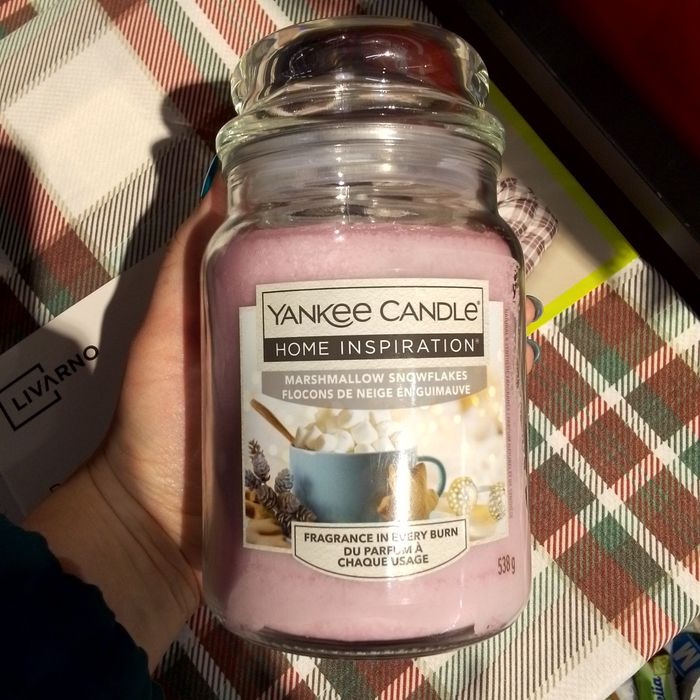 YANKEE CANDLE®
HOME INSPIRATION®
MARSHMALLOW SNOWFLAKES
FLOCONS DE NEIGE EN GUIMAUVE
FRAGRANCE IN EVERY BURN
DU PARFUM À
CHAQUE USAGE
538 g
LIVARNO